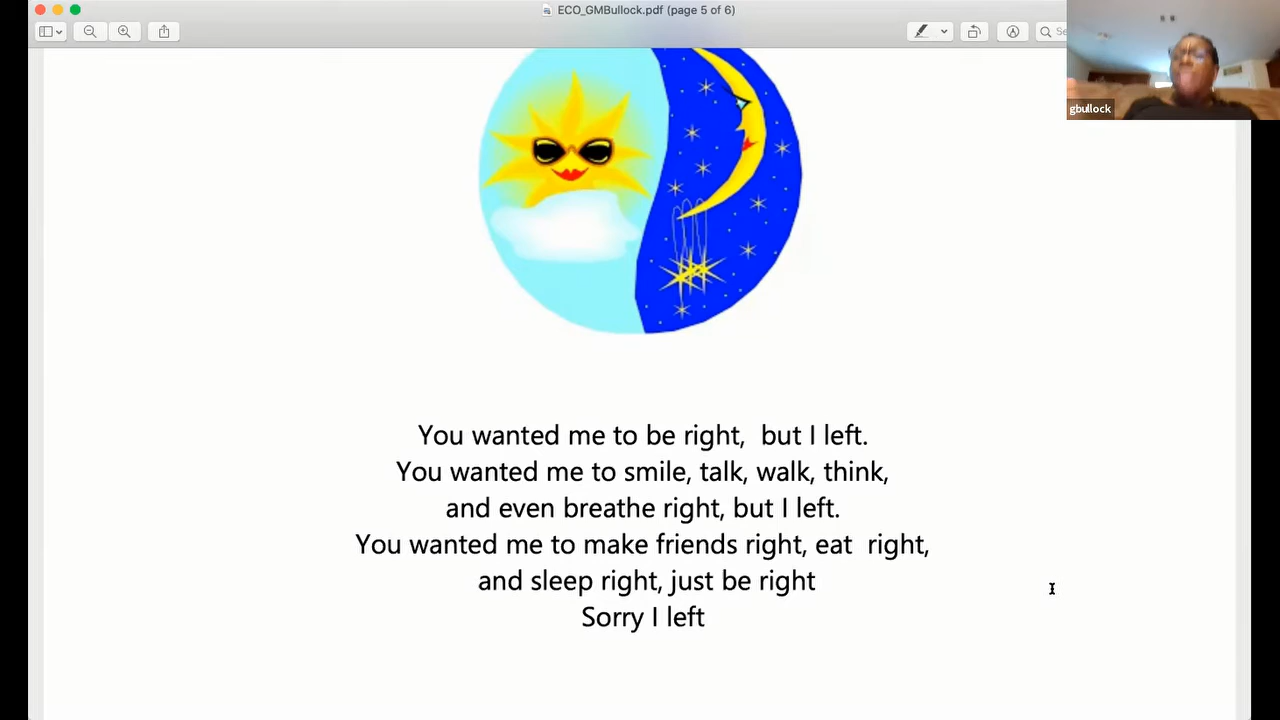 ECO_GMBullock.pdf (page 5 of 6)
Se
gbullock
You wanted me to be right,  but I left.
You wanted me to smile, talk, walk, think,
and even breathe right, but I left.
You wanted me to make friends right, eat  right,
and sleep right, just be right
Sorry I left